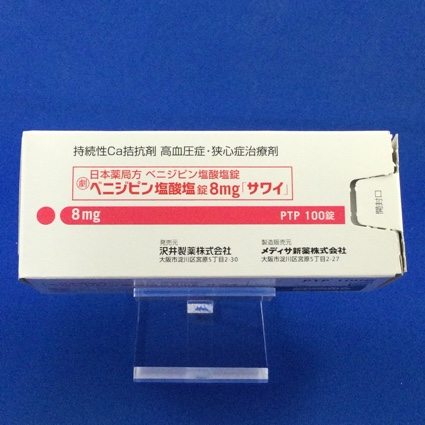 持続性Ca拮抗剤 高血圧症・狭心症治療剤
日本薬局方 ベニジピン塩酸塩錠
劇 ベニジピン塩酸塩錠8mg「サワイ」
8mg PTP 100錠
開封口
発売元
沢井製薬株式会社
大阪市淀川区宮原5丁目2-30
製造販売元
メディサ新薬株式会社
大阪市淀川区宮原5丁目2-27
PTP 100